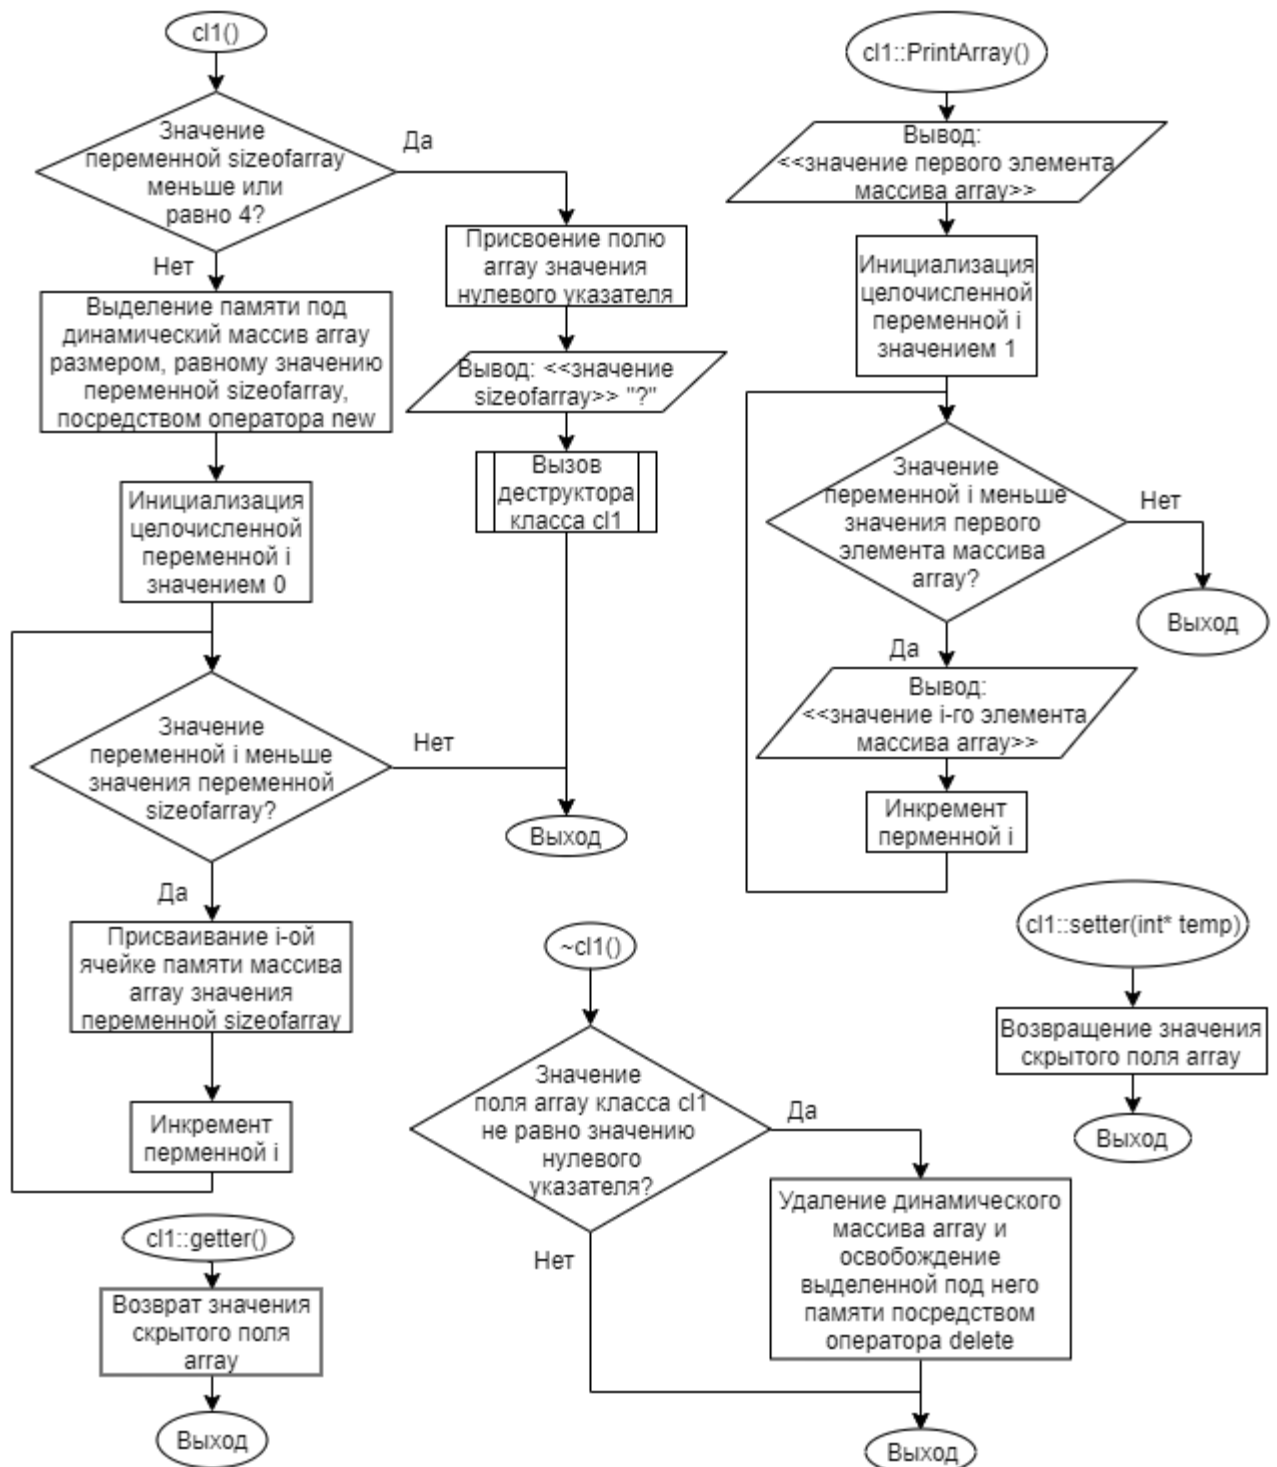 cl1()
Значение
переменной sizeofarray
меньше или
равно 4?
Да
Нет
Присвоение полю
array значения
нулевого указателя
Вывод: <<значение
sizeofarray>> "?"
Вызов
деструктора
класса cl1
Выделение памяти под
динамический массив array
размером, равному значению
переменной sizeofarray,
посредством оператора new
Инициализация
целочисленной
переменной i
значением 0
Значение
переменной i меньше
значения переменной
sizeofarray?
Нет
Выход
Да
Присваивание i-ой
ячейке памяти массива
array значения
переменной sizeofarray
Инкремент
перменной i
cl1::PrintArray()
Вывод:
<<значение первого элемента
массива array>>
Инициализация
целочисленной
переменной i
значением 1
Значение
переменной i меньше
значения первого
элемента массива
array?
Нет
Выход
Да
Вывод:
<<значение i-го элемента
массива array>>
Инкремент
перменной i
cl1::getter()
Возврат значения
скрытого поля
array
Выход
~cl1()
Значение
поля array класса cl1
не равно значению
нулевого
указателя?
Да
Нет
Удаление динамического
массива array и
освобождение
выделенной под него
памяти посредством
оператора delete
Выход
cl1::setter(int* temp)
Возвращение значения
скрытого поля array
Выход